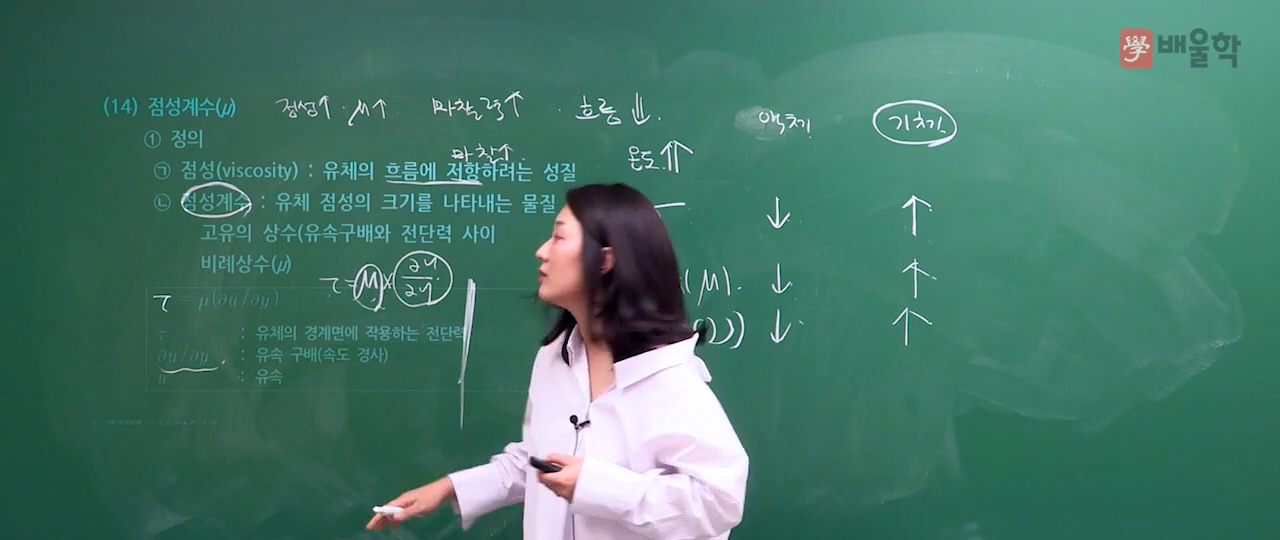 學 배울학
(14) 점성계수(μ) 점성↑ · μ↑ 마찰력↑ · 흐름↓ 액체 기체
① 정의
마찰↑ 온도↑
㉠ 점성(viscosity) : 유체의 흐름에 저항하려는 성질
㉡ 점성계수 : 유체 점성의 크기를 나타내는 물질 ↓ ↑
고유의 상수(유속구배와 전단력 사이
비례상수(μ) τ=μ×∂u/∂y (μ). ↓ ↑
τ = μ(∂u/∂y)
τ : 유체의 경계면에 작용하는 전단력 ↓ ↑
∂u/∂y : 유속 구배(속도 경사)
u : 유속